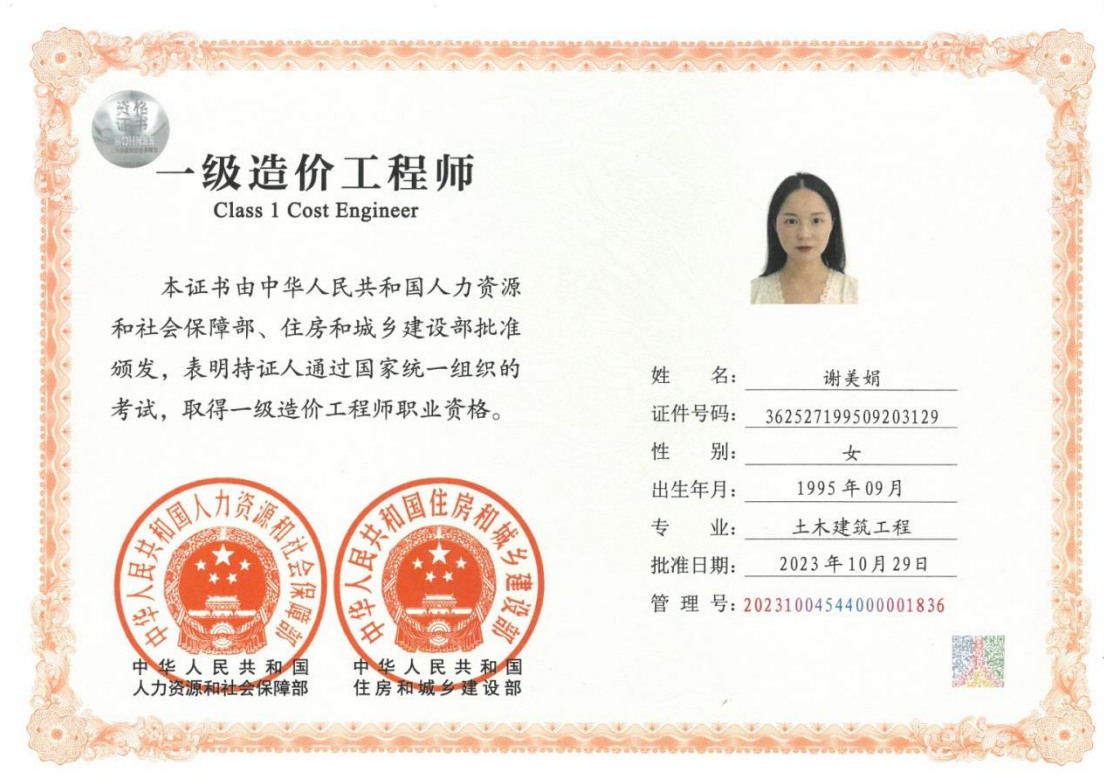 资格
证书
一级造价工程师
Class 1 Cost Engineer
本证书由中华人民共和国人力资源
和社会保障部、住房和城乡建设部批准
颁发，表明持证人通过国家统一组织的
考试，取得一级造价工程师职业资格。
中华人民共和国人力资源和社会保障部
中华人民共和国
人力资源和社会保障部
中华人民共和国住房和城乡建设部
中华人民共和国
住房和城乡建设部
姓 名：谢美娟
证件号码：362527199509203129
性 别：女
出生年月：1995年09月
专 业：土木建筑工程
批准日期：2023年10月29日
管 理 号：20231004544000001836